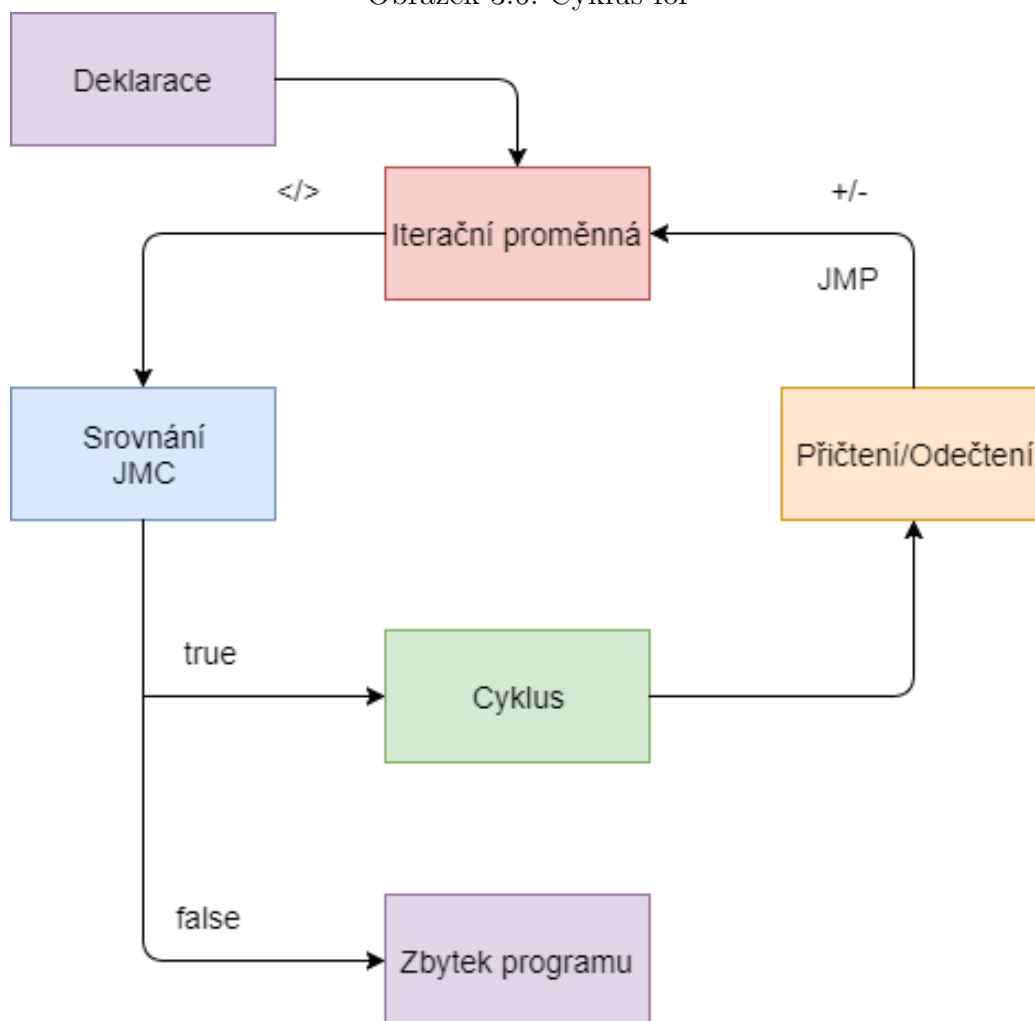 Deklarace
</>
+/-
Iterační proměnná
JMP
Srovnání
JMC
Přičtení/Odečtení
true
Cyklus
false
Zbytek programu